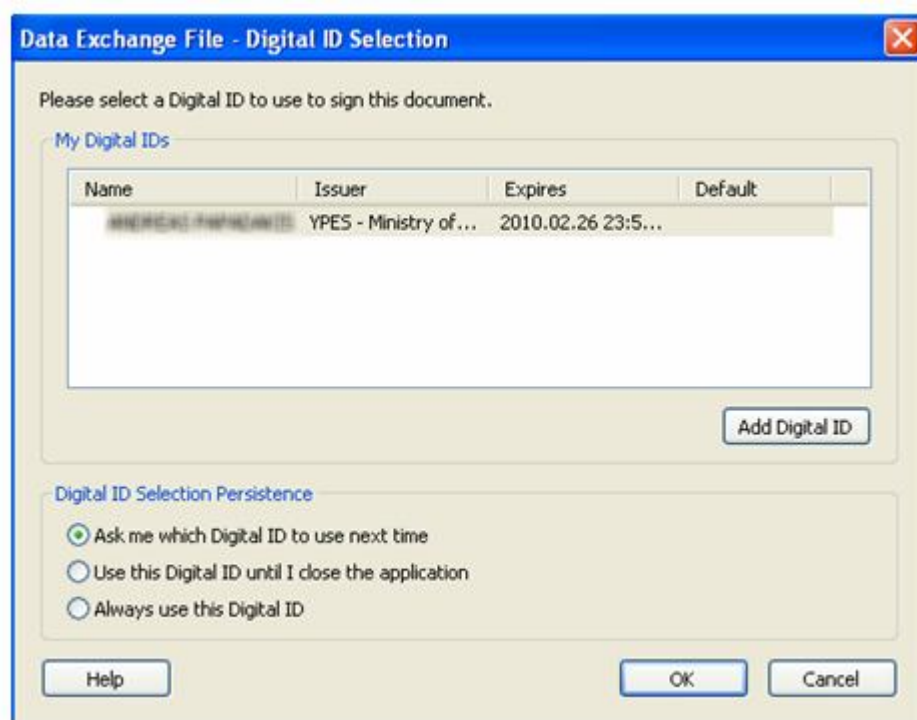 Data Exchange File - Digital ID Selection
Please select a Digital ID to use to sign this document.
My Digital IDs
Name Issuer Expires Default
YPES - Ministry of... 2010.02.26 23:5...
Add Digital ID
Digital ID Selection Persistence
Ask me which Digital ID to use next time
Use this Digital ID until I close the application
Always use this Digital ID
Help OK Cancel